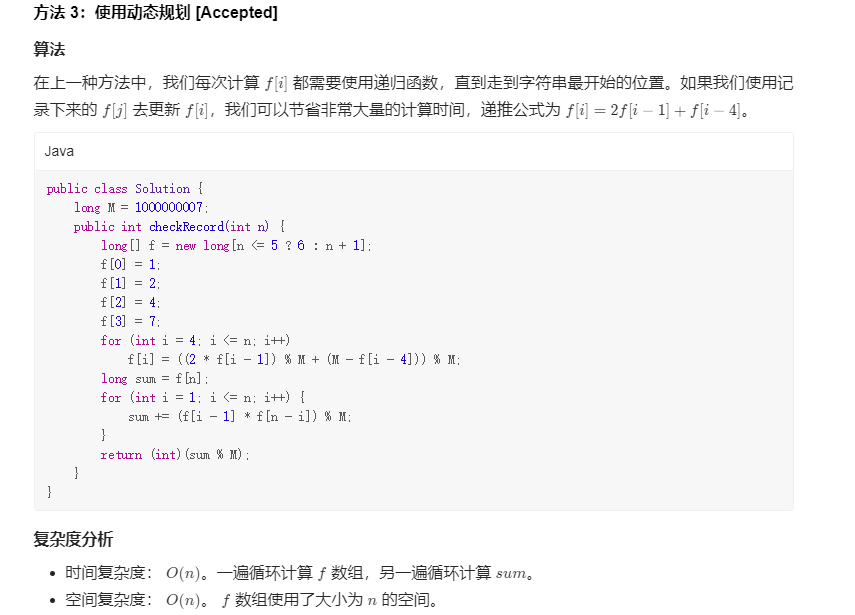 方法 3：使用动态规划 [Accepted]
算法
在上一种方法中，我们每次计算 f[i] 都需要使用递归函数，直到走到字符串最开始的位置。如果我们使用记
录下来的 f[j] 去更新 f[i]，我们可以节省非常大量的计算时间，递推公式为 f[i] = 2f[i − 1] + f[i − 4]。
Java
public class Solution {
    long M = 1000000007;
    public int checkRecord(int n) {
        long[] f = new long[n <= 5 ? 6 : n + 1];
        f[0] = 1;
        f[1] = 2;
        f[2] = 4;
        f[3] = 7;
        for (int i = 4; i <= n; i++)
            f[i] = ((2 * f[i - 1]) % M + (M - f[i - 4])) % M;
        long sum = f[n];
        for (int i = 1; i <= n; i++) {
            sum += (f[i - 1] * f[n - i]) % M;
        }
        return (int)(sum % M);
    }
}
复杂度分析
• 时间复杂度： O(n)。一遍循环计算 f 数组，另一遍循环计算 sum。
• 空间复杂度： O(n)。 f 数组使用了大小为 n 的空间。